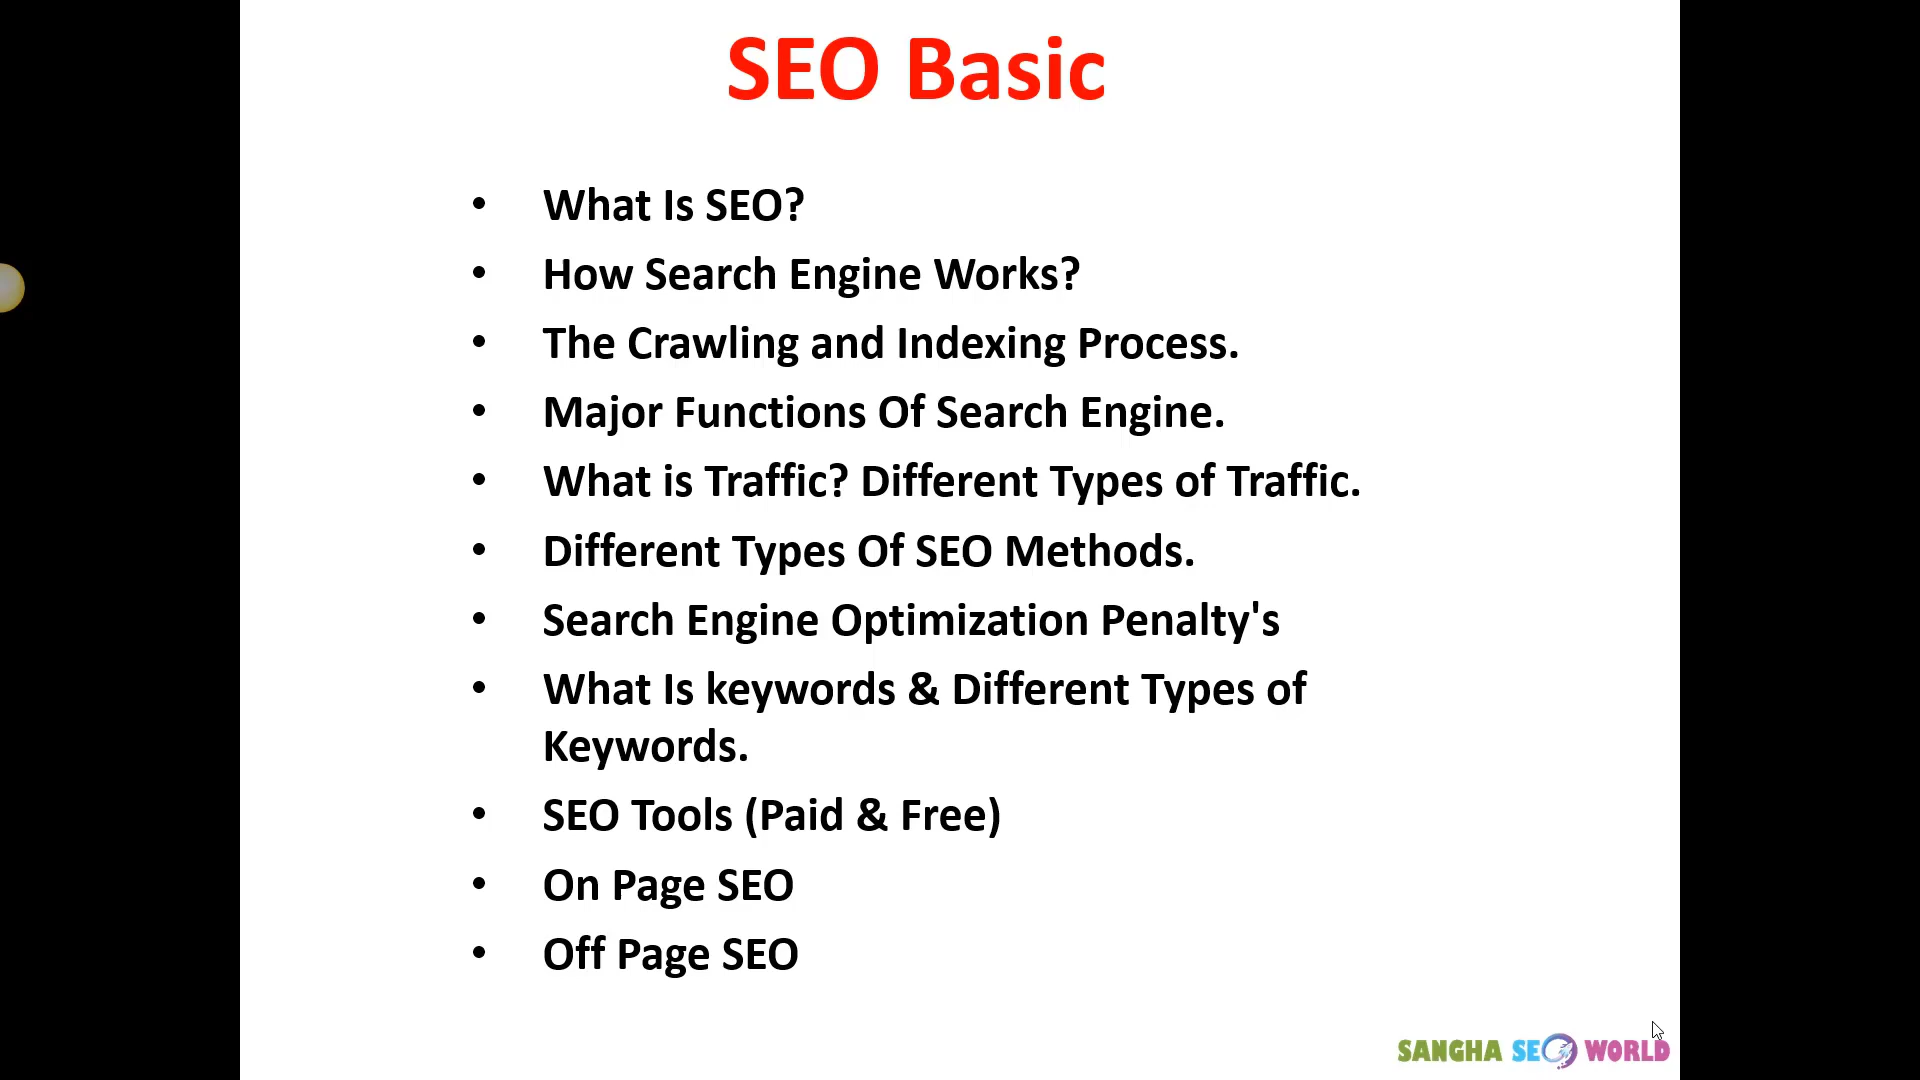 SEO Basic
• What Is SEO?
• How Search Engine Works?
• The Crawling and Indexing Process.
• Major Functions Of Search Engine.
• What is Traffic? Different Types of Traffic.
• Different Types Of SEO Methods.
• Search Engine Optimization Penalty's
• What Is keywords & Different Types of
Keywords.
• SEO Tools (Paid & Free)
• On Page SEO
• Off Page SEO
SANGHA SEO WORLD